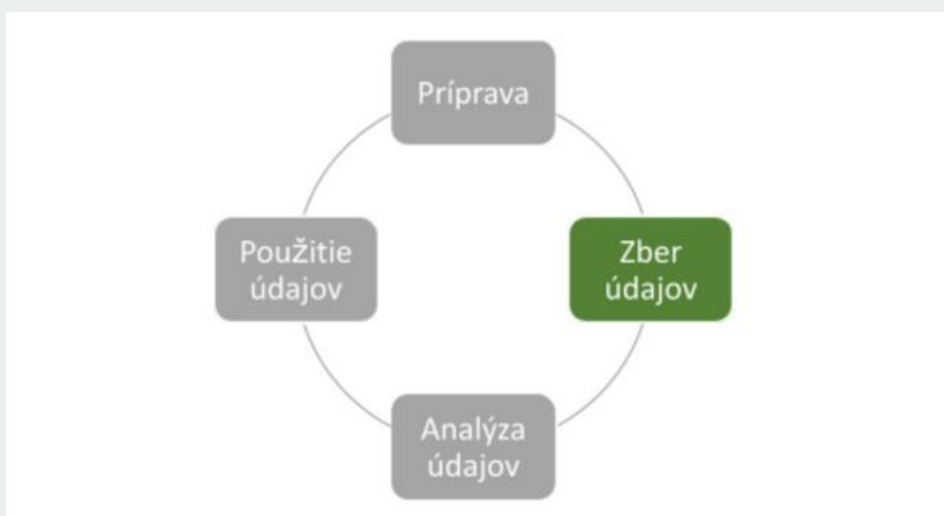 Príprava
Použitie
údajov
Zber
údajov
Analýza
údajov